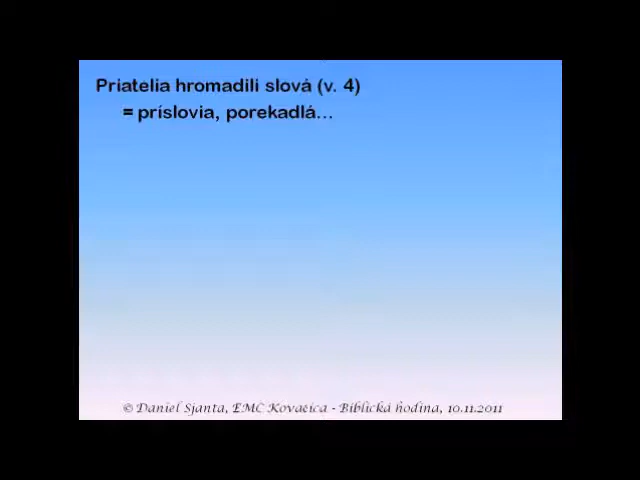 Priatelia hromadili slová (v. 4)
= príslovia, porekadlá...
© Daniel Sjanta, EMC Kovačica - Biblická hodina, 10.11.2011